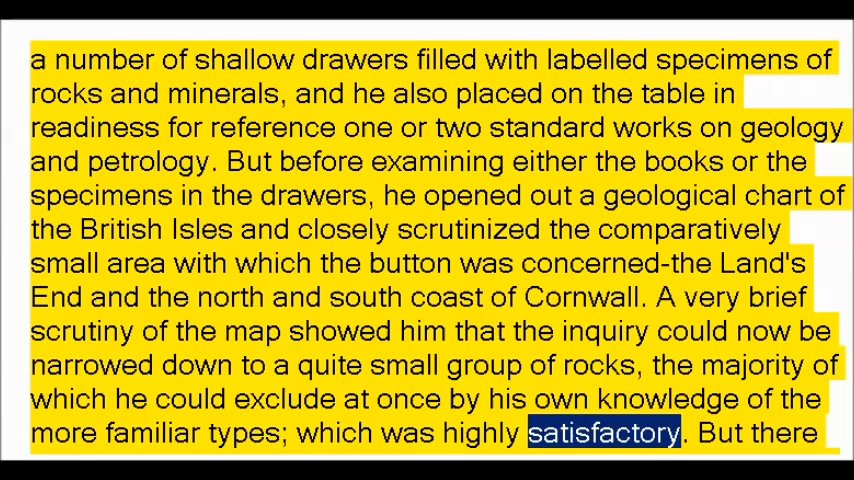 a number of shallow drawers filled with labelled specimens of
rocks and minerals, and he also placed on the table in
readiness for reference one or two standard works on geology
and petrology. But before examining either the books or the
specimens in the drawers, he opened out a geological chart of
the British Isles and closely scrutinized the comparatively
small area with which the button was concerned-the Land's
End and the north and south coast of Cornwall. A very brief
scrutiny of the map showed him that the inquiry could now be
narrowed down to a quite small group of rocks, the majority of
which he could exclude at once by his own knowledge of the
more familiar types; which was highly satisfactory. But there